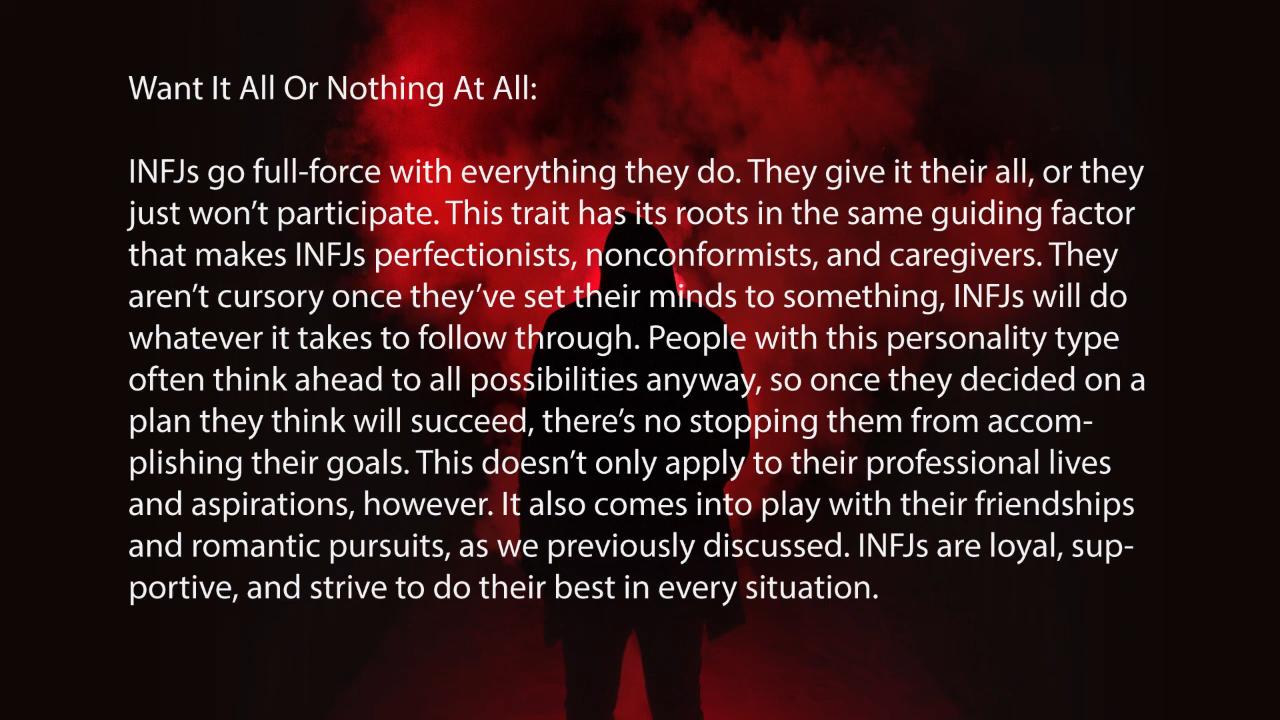 Want It All Or Nothing At All:
INFJs go full-force with everything they do. They give it their all, or they
just won’t participate. This trait has its roots in the same guiding factor
that makes INFJs perfectionists, nonconformists, and caregivers. They
aren’t cursory once they’ve set their minds to something, INFJs will do
whatever it takes to follow through. People with this personality type
often think ahead to all possibilities anyway, so once they decided on a
plan they think will succeed, there’s no stopping them from accom-
plishing their goals. This doesn’t only apply to their professional lives
and aspirations, however. It also comes into play with their friendships
and romantic pursuits, as we previously discussed. INFJs are loyal, sup-
portive, and strive to do their best in every situation.